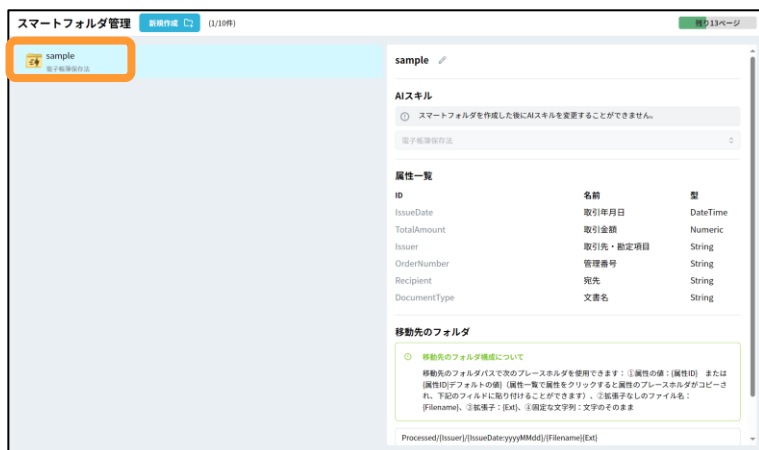 スマートフォルダ管理 新規作成 (1/10件) 残り13ページ
sample
電子帳簿保存法
sample
AIスキル
スマートフォルダを作成した後にAIスキルを変更することができません。
電子帳簿保存法
属性一覧
ID 名前 型
IssueDate 取引年月日 DateTime
TotalAmount 取引金額 Numeric
Issuer 取引先・勘定項目 String
OrderNumber 管理番号 String
Recipient 宛先 String
DocumentType 文書名 String
移動先のフォルダ
移動先のフォルダ構成について
移動先のフォルダパスで次のプレースホルダを使用できます：①属性の値：{属性ID} または
{属性ID|デフォルトの値}（属性一覧で属性をクリックすると属性のプレースホルダがコピーさ
れ、下記のフィールドに貼り付けることができます）、②拡張子なしのファイル名：
{Filename}、③拡張子：{Ext}、④固定な文字列：文字のそのまま
Processed/{Issuer}/{IssueDate:yyyyMMdd}/{Filename}{Ext}